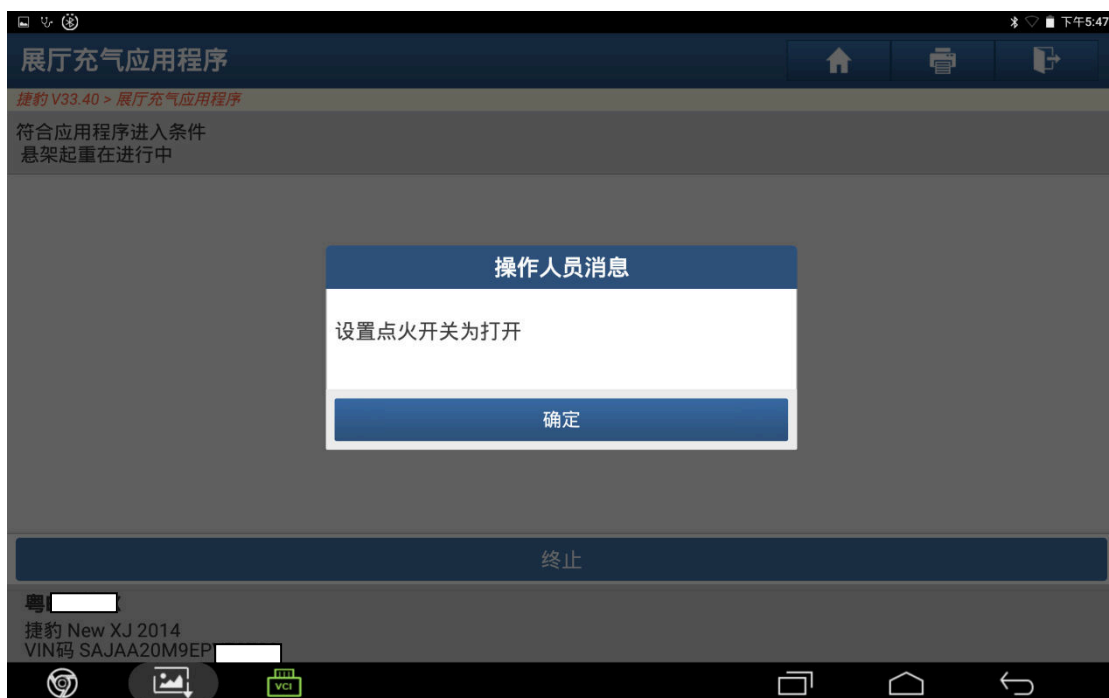 下午5:47
展厅充气应用程序
捷豹 V33.40 > 展厅充气应用程序
符合应用程序进入条件
悬架起重在进行中
操作人员消息
设置点火开关为打开
确定
终止
粤
捷豹 New XJ 2014
VIN码 SAJAA20M9EP
VCI